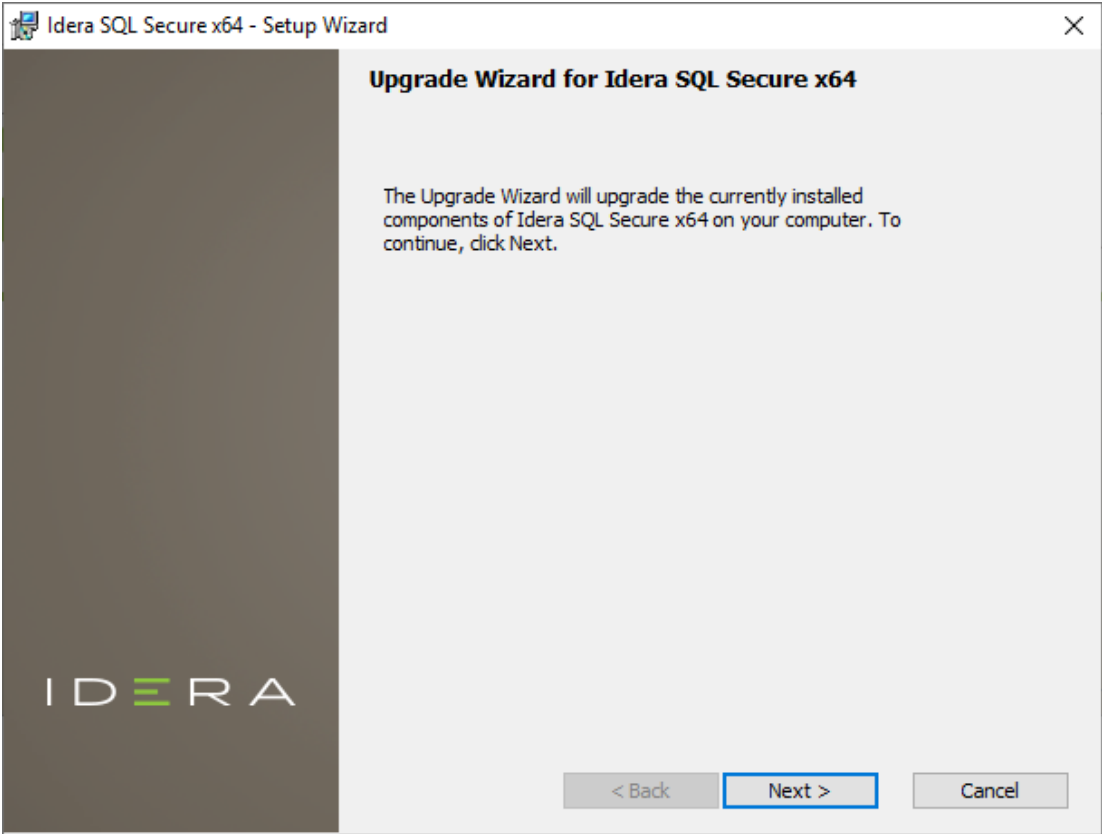 Idera SQL Secure x64 - Setup Wizard
Upgrade Wizard for Idera SQL Secure x64
The Upgrade Wizard will upgrade the currently installed
components of Idera SQL Secure x64 on your computer. To
continue, click Next.
IDERA
< Back
Next >
Cancel